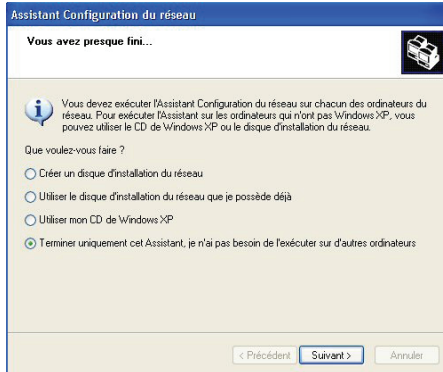 Assistant Configuration du réseau
Vous avez presque fini...
Vous devez exécuter l'Assistant Configuration du réseau sur chacun des ordinateurs du
réseau. Pour exécuter l'Assistant sur les ordinateurs qui n'ont pas Windows XP, vous
pouvez utiliser le CD de Windows XP ou le disque d'installation du réseau.
Que voulez-vous faire ?
Créer un disque d'installation du réseau
Utiliser le disque d'installation du réseau que je possède déjà
Utiliser mon CD de Windows XP
Terminer uniquement cet Assistant, je n'ai pas besoin de l'exécuter sur d'autres ordinateurs
< Précédent Suivant > Annuler